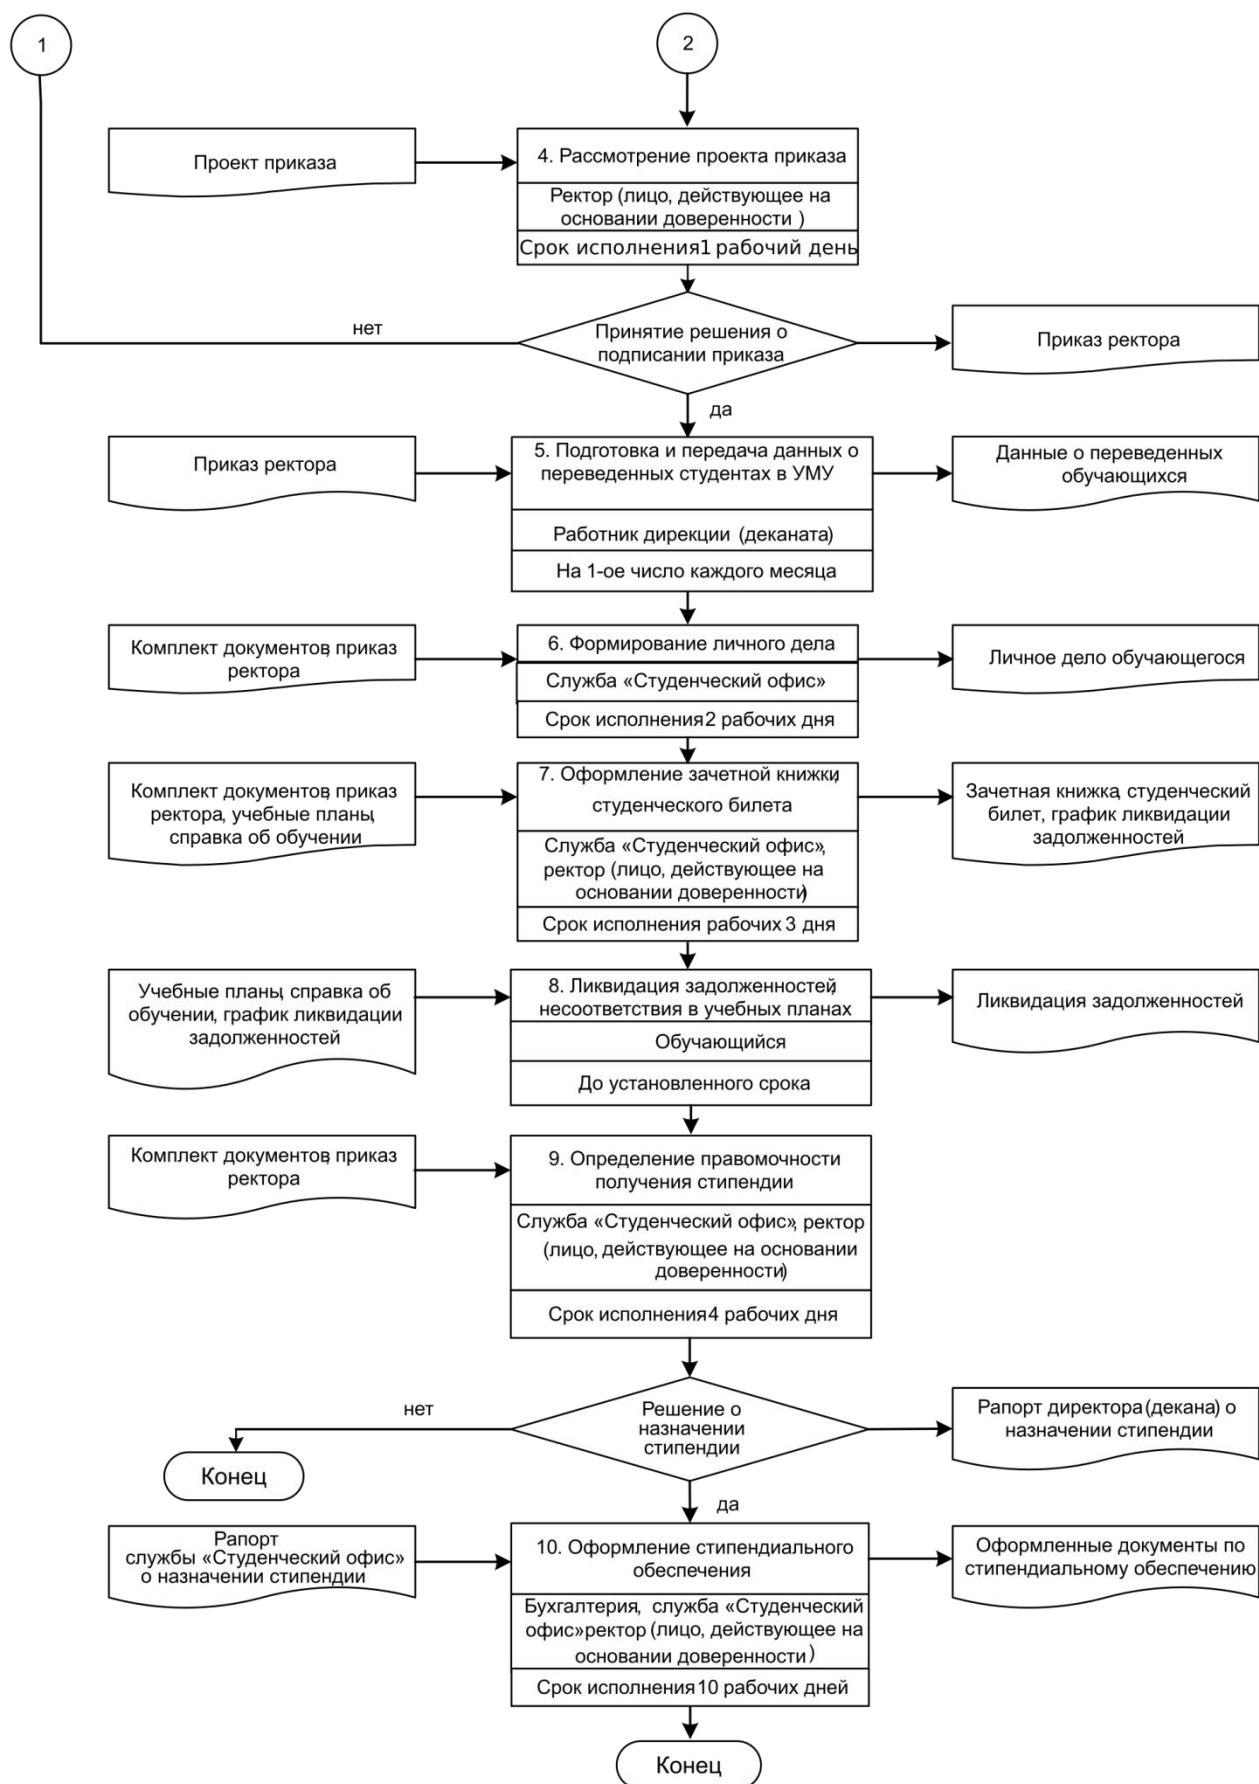 1
2
Проект приказа
4. Рассмотрение проекта приказа
Ректор (лицо, действующее на
основании доверенности )
Срок исполнения1 рабочий день
нет
Принятие решения о
подписании приказа
Приказ ректора
да
Приказ ректора
5. Подготовка и передача данных о
переведенных студентах в УМУ
Работник дирекции (деканата)
На 1-ое число каждого месяца
Данные о переведенных
обучающихся
Комплект документов, приказ
ректора
6. Формирование личного дела
Служба «Студенческий офис»
Срок исполнения 2 рабочих дня
Личное дело обучающегося
Комплект документов, приказ
ректора, учебные планы,
справка об обучении
7. Оформление зачетной книжки,
студенческого билета
Служба «Студенческий офис»,
ректор (лицо, действующее на
основании доверенности)
Срок исполнения рабочих 3 дня
Зачетная книжка, студенческий
билет, график ликвидации
задолженностей
Учебные планы, справка об
обучении, график ликвидации
задолженностей
8. Ликвидация задолженностей,
несоответствия в учебных планах
Обучающийся
До установленного срока
Ликвидация задолженностей
Комплект документов, приказ
ректора
9. Определение правомочности
получения стипендии
Служба «Студенческий офис», ректор
(лицо, действующее на основании
доверенности)
Срок исполнения 4 рабочих дня
нет
Решение о
назначении
стипендии
Рапорт директора (декана) о
назначении стипендии
Конец
да
Рапорт
службы «Студенческий офис»
о назначении стипендии
10. Оформление стипендиального
обеспечения
Бухгалтерия, служба «Студенческий
офис»ректор (лицо, действующее на
основании доверенности )
Срок исполнения 10 рабочих дней
Оформленные документы по
стипендиальному обеспечению
Конец